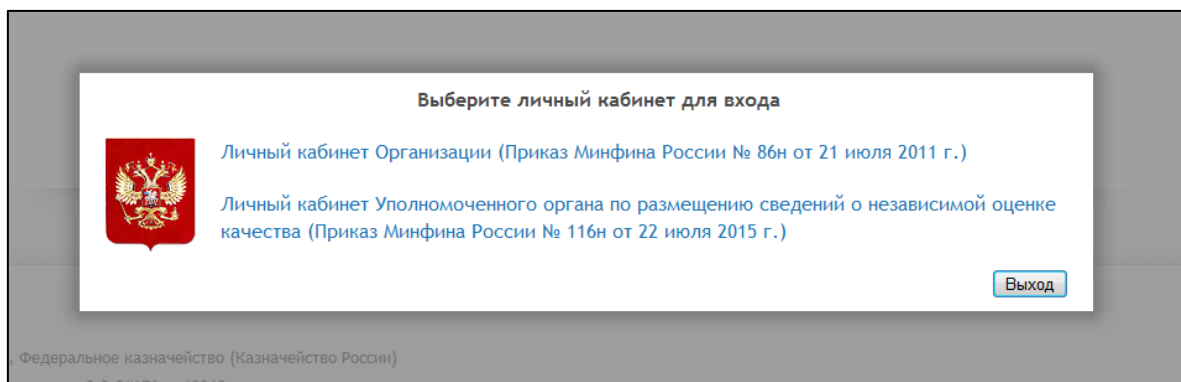 Выберите личный кабинет для входа
Личный кабинет Организации (Приказ Минфина России № 86н от 21 июля 2011 г.)
Личный кабинет Уполномоченного органа по размещению сведений о независимой оценке
качества (Приказ Минфина России № 116н от 22 июля 2015 г.)
Выход
, Федеральное казначейство (Казначейство России)